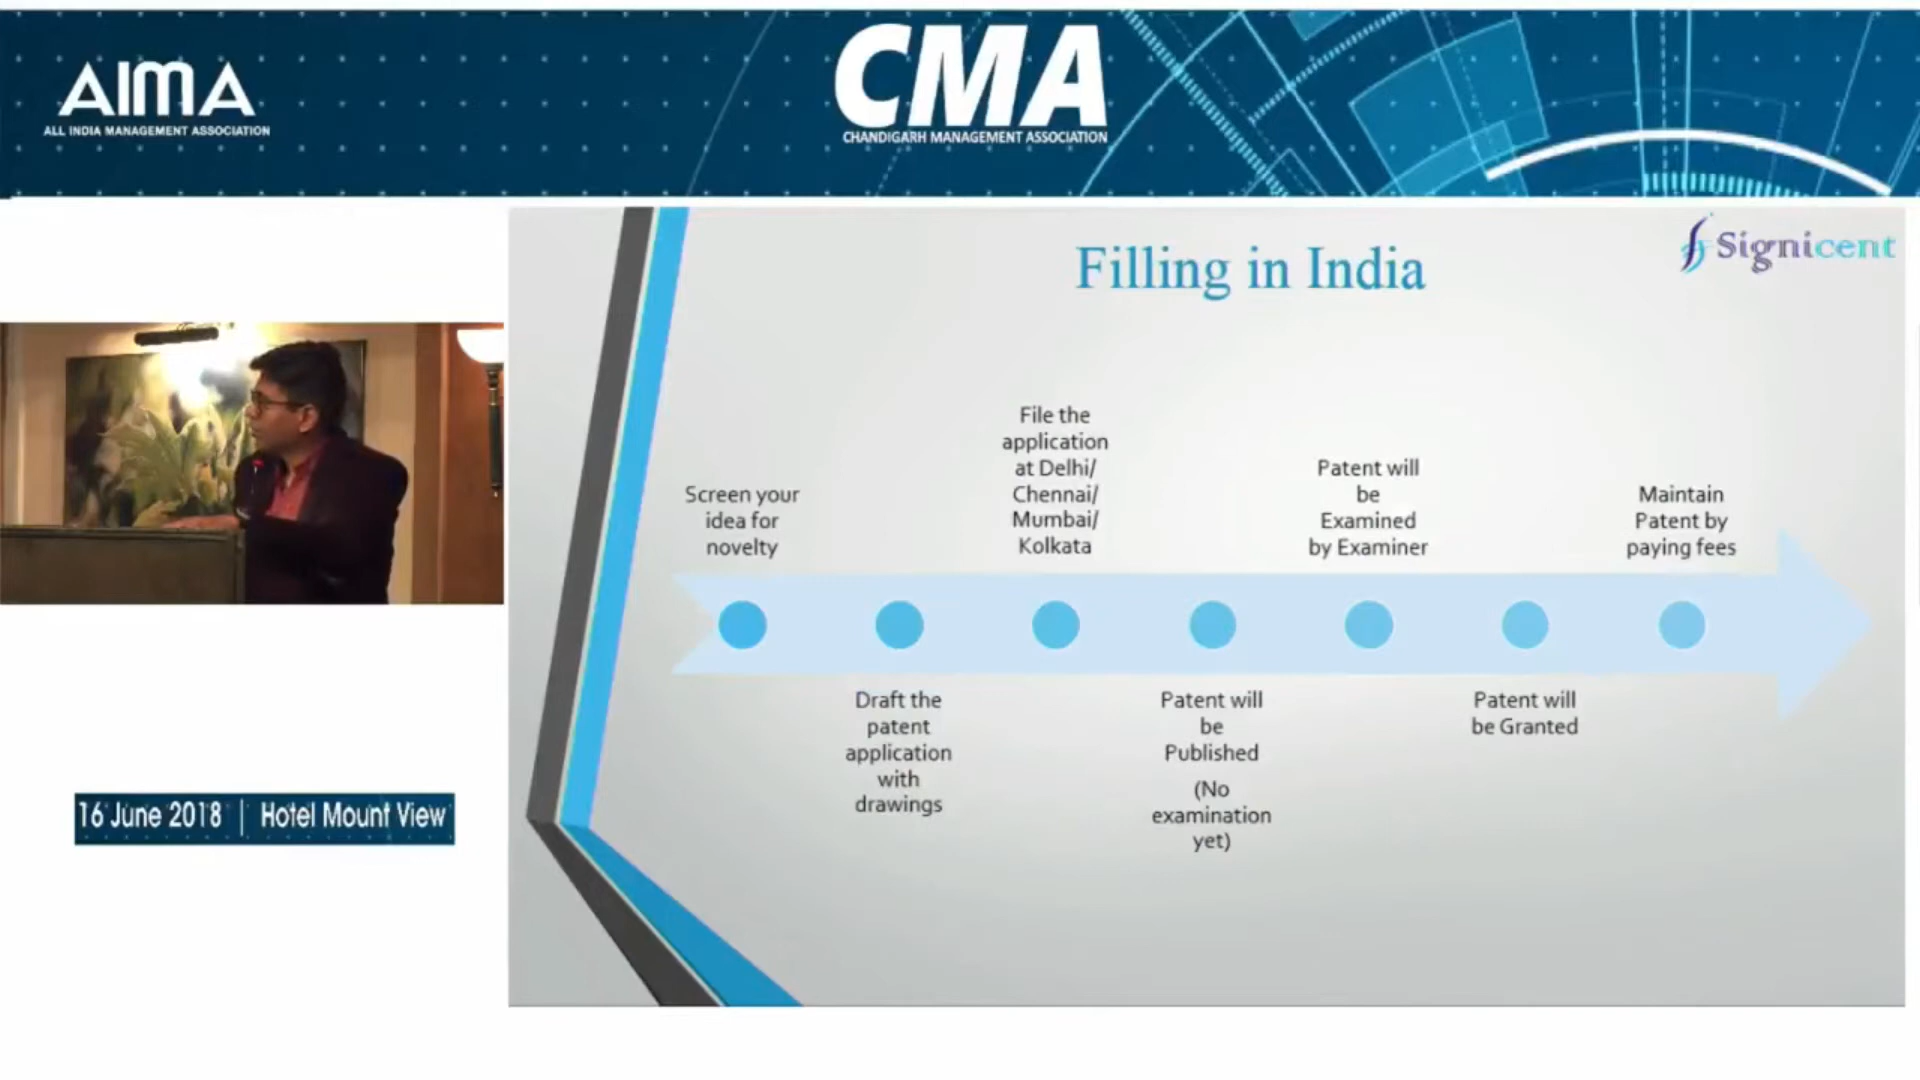 AIMA
ALL INDIA MANAGEMENT ASSOCIATION
CMA
CHANDIGARH MANAGEMENT ASSOCIATION
Signicent
Filling in India
Screen your
idea for
novelty
Draft the
patent
application
with
drawings
File the
application
at Delhi/
Chennai/
Mumbai/
Kolkata
Patent will
be
Published
(No
examination
yet)
Patent will
be
Examined
by Examiner
Patent will
be Granted
Maintain
Patent by
paying fees
16 June 2018 | Hotel Mount View